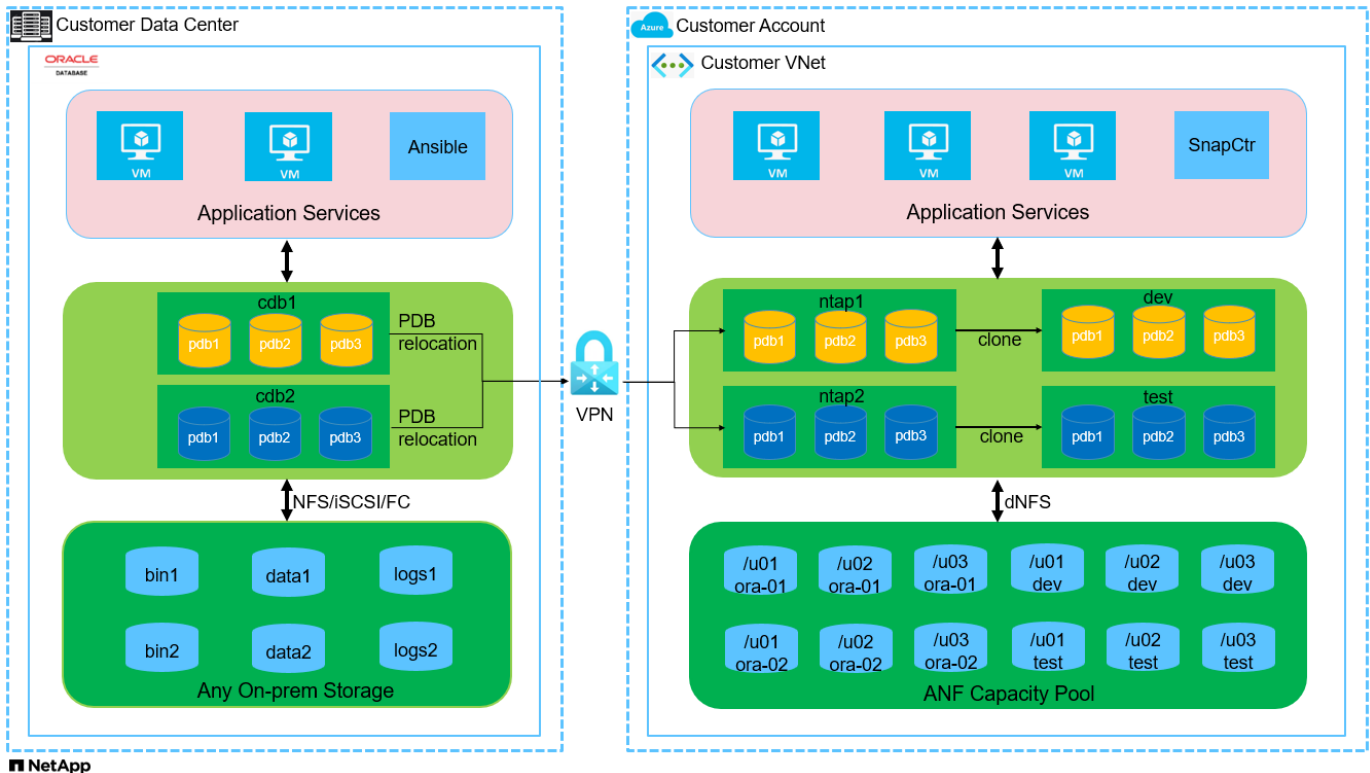 Customer Data Center
ORACLE
DATABASE
VM
VM
Ansible
Application Services
cdb1
pdb1
pdb2
pdb3
PDB
relocation
cdb2
pdb1
pdb2
pdb3
PDB
relocation
NFS/iSCSI/FC
bin1
data1
logs1
bin2
data2
logs2
Any On-prem Storage
VPN
Azure
Customer Account
Customer VNet
VM
VM
VM
SnapCtr
Application Services
ntap1
pdb1
pdb2
pdb3
clone
dev
pdb1
pdb2
pdb3
ntap2
pdb1
pdb2
pdb3
clone
test
pdb1
pdb2
pdb3
dNFS
/u01
ora-01
/u02
ora-01
/u03
ora-01
/u01
dev
/u02
dev
/u03
dev
/u01
ora-02
/u02
ora-02
/u03
ora-02
/u01
test
/u02
test
/u03
test
ANF Capacity Pool
NetApp